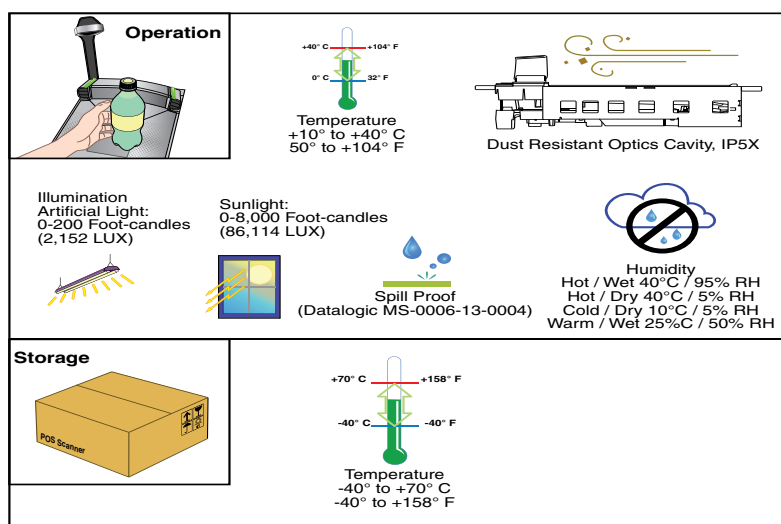 Operation
+40° C +104° F
0° C 32° F
Temperature
+10° to +40° C
50° to +104° F
Dust Resistant Optics Cavity, IP5X
Illumination
Artificial Light:
0-200 Foot-candles
(2,152 LUX)
Sunlight:
0-8,000 Foot-candles
(86,114 LUX)
Spill Proof
(Datalogic MS-0006-13-0004)
Humidity
Hot / Wet 40°C / 95% RH
Hot / Dry 40°C / 5% RH
Cold / Dry 10°C / 5% RH
Warm / Wet 25%C / 50% RH
Storage
POS Scanner
+70° C +158° F
-40° C -40° F
Temperature
-40° to +70° C
-40° to +158° F